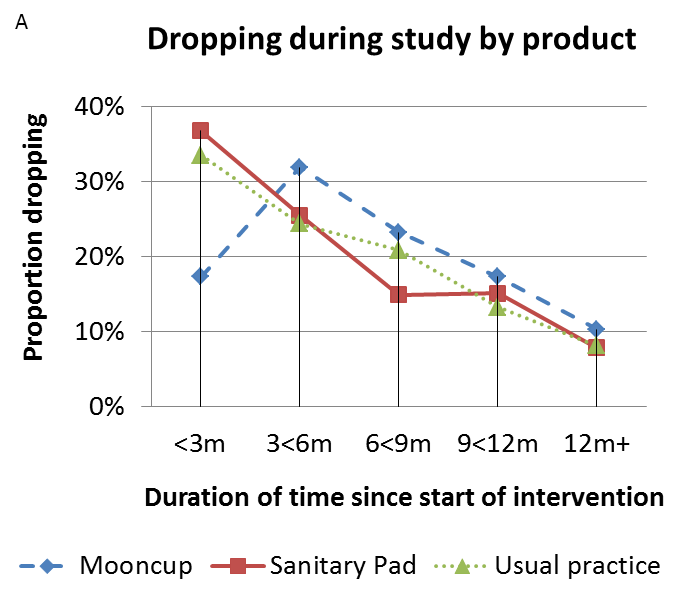 A
Dropping during study by product
Proportion dropping
40%
30%
20%
10%
0%
<3m 3<6m 6<9m 9<12m 12m+
Duration of time since start of intervention
Mooncup Sanitary Pad Usual practice